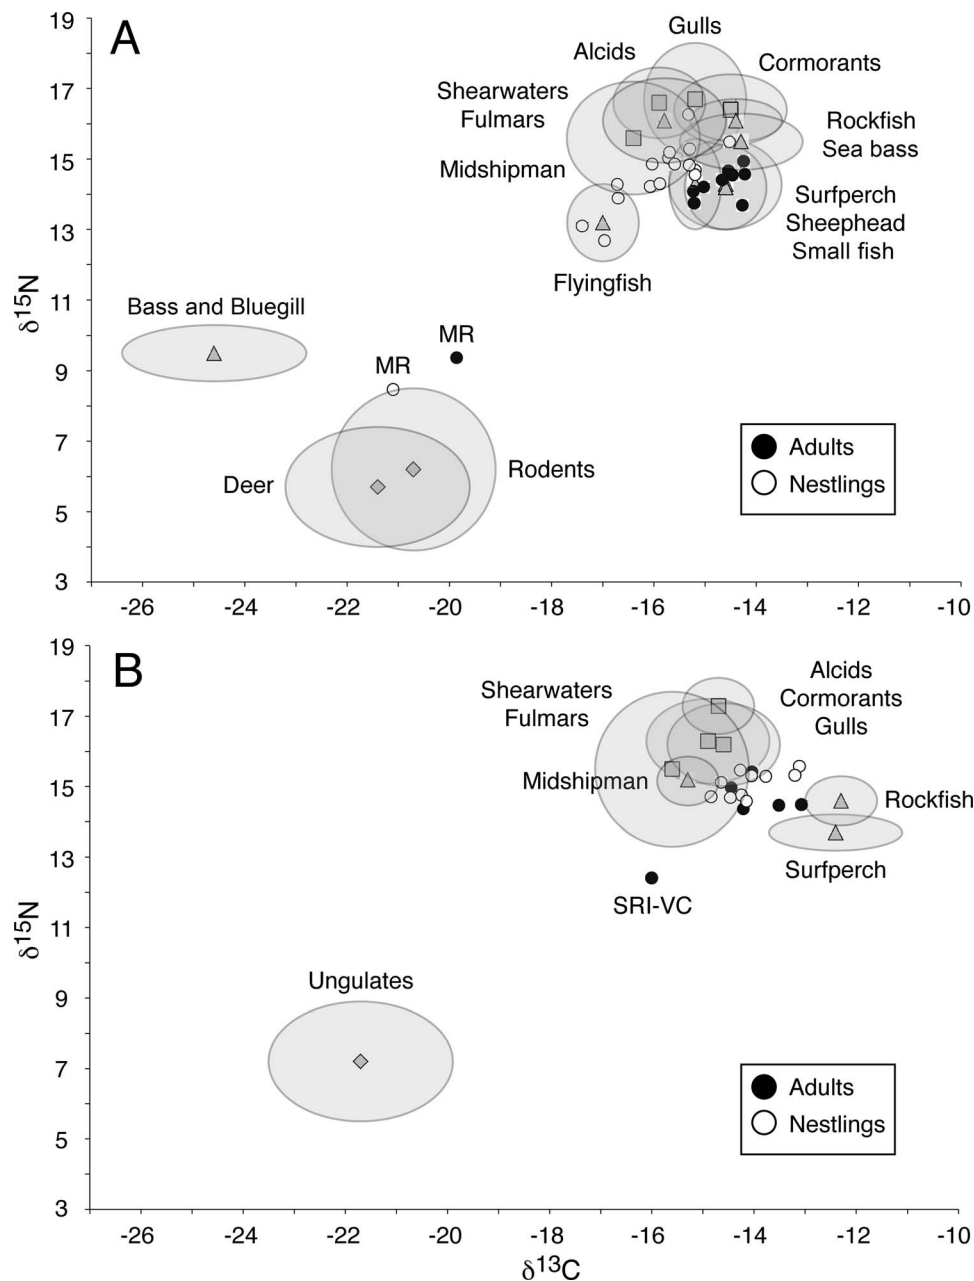 A
19
17
15
13
11
9
7
5
3
δ15N
Gulls
Alcids
Cormorants
Shearwaters
Fulmars
Rockfish
Sea bass
Midshipman
Surfperch
Sheephead
Small fish
Flyingfish
Bass and Bluegill
MR
MR
Deer
Rodents
Adults
Nestlings
-26
-24
-22
-20
-18
-16
-14
-12
-10
B
19
17
15
13
11
9
7
5
3
δ15N
Alcids
Cormorants
Gulls
Shearwaters
Fulmars
Midshipman
Rockfish
Surfperch
SRI-VC
Ungulates
Adults
Nestlings
-26
-24
-22
-20
-18
-16
-14
-12
-10
δ13C